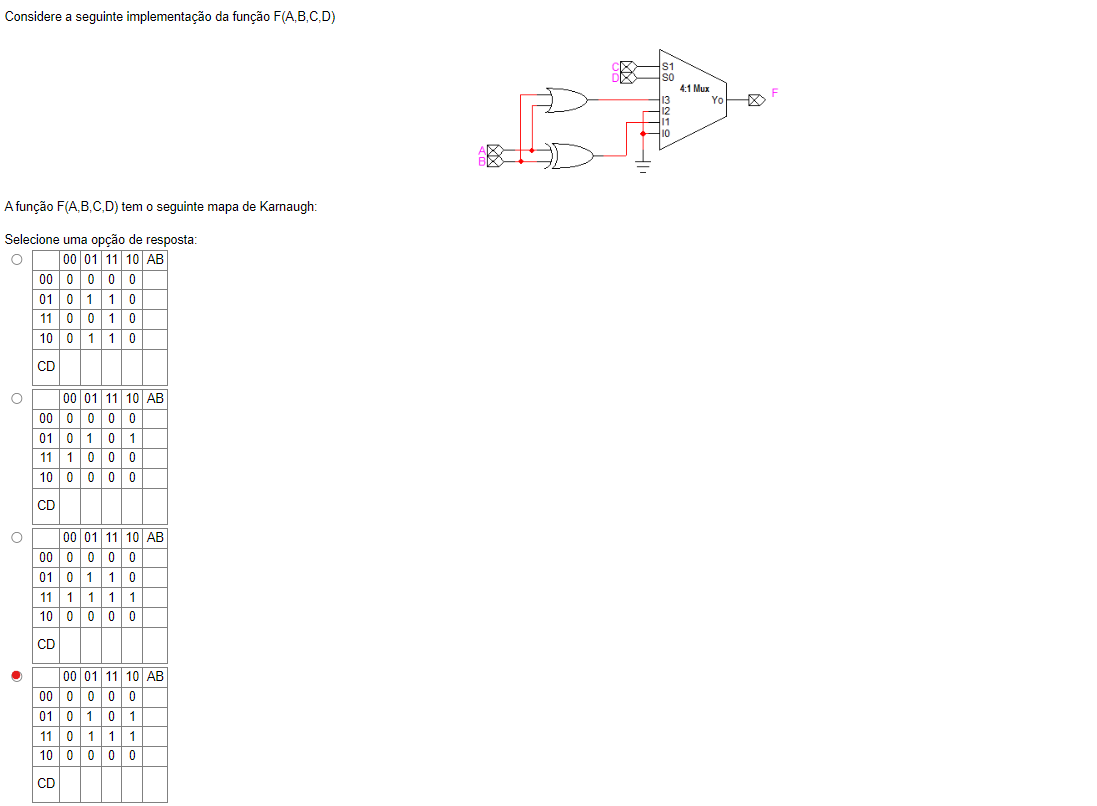 Considere a seguinte implementação da função F(A,B,C,D)
C
D
S1
S0
4:1 Mux
I3
I2
I1
I0
Yo
F
A
B
A função F(A,B,C,D) tem o seguinte mapa de Karnaugh:
Selecione uma opção de resposta:
00 01 11 10 AB
00 0 0 0 0
01 0 1 1 0
11 0 0 1 0
10 0 1 1 0
CD
00 01 11 10 AB
00 0 0 0 0
01 0 1 0 1
11 1 0 0 0
10 0 0 0 0
CD
00 01 11 10 AB
00 0 0 0 0
01 0 1 1 0
11 1 1 1 1
10 0 0 0 0
CD
00 01 11 10 AB
00 0 0 0 0
01 0 1 0 1
11 0 1 1 1
10 0 0 0 0
CD